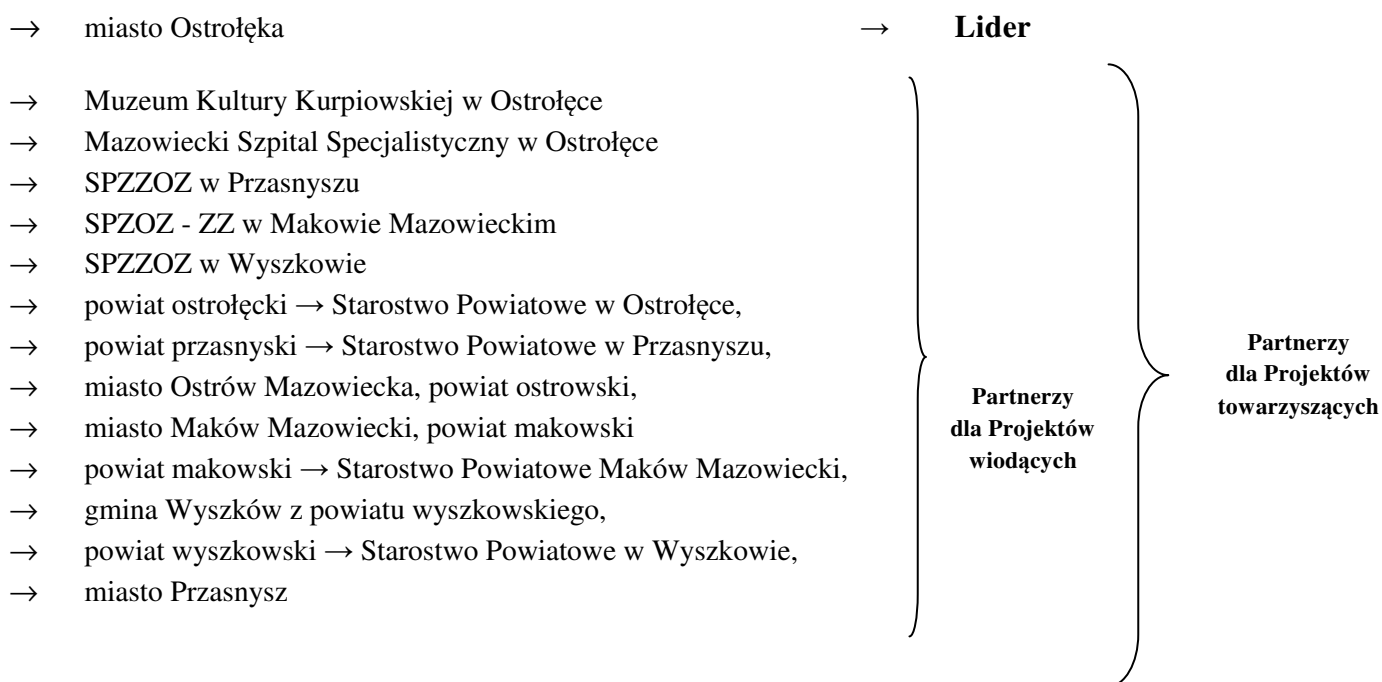 → miasto Ostrołęka → Lider
→ Muzeum Kultury Kurpiowskiej w Ostrołęce
→ Mazowiecki Szpital Specjalistyczny w Ostrołęce
→ SPZZOZ w Przasnyszu
→ SPZOZ - ZZ w Makowie Mazowieckim
→ SPZZOZ w Wyszkowie
→ powiat ostrołęcki → Starostwo Powiatowe w Ostrołęce,
→ powiat przasnyski → Starostwo Powiatowe w Przasnyszu,
→ miasto Ostrów Mazowiecka, powiat ostrowski,
→ miasto Maków Mazowiecki, powiat makowski
→ powiat makowski → Starostwo Powiatowe Maków Mazowiecki,
→ gmina Wyszków z powiatu wyszkowskiego,
→ powiat wyszkowski → Starostwo Powiatowe w Wyszkowie,
→ miasto Przasnysz
Partnerzy
dla Projektów
wiodących
Partnerzy
dla Projektów
towarzyszących